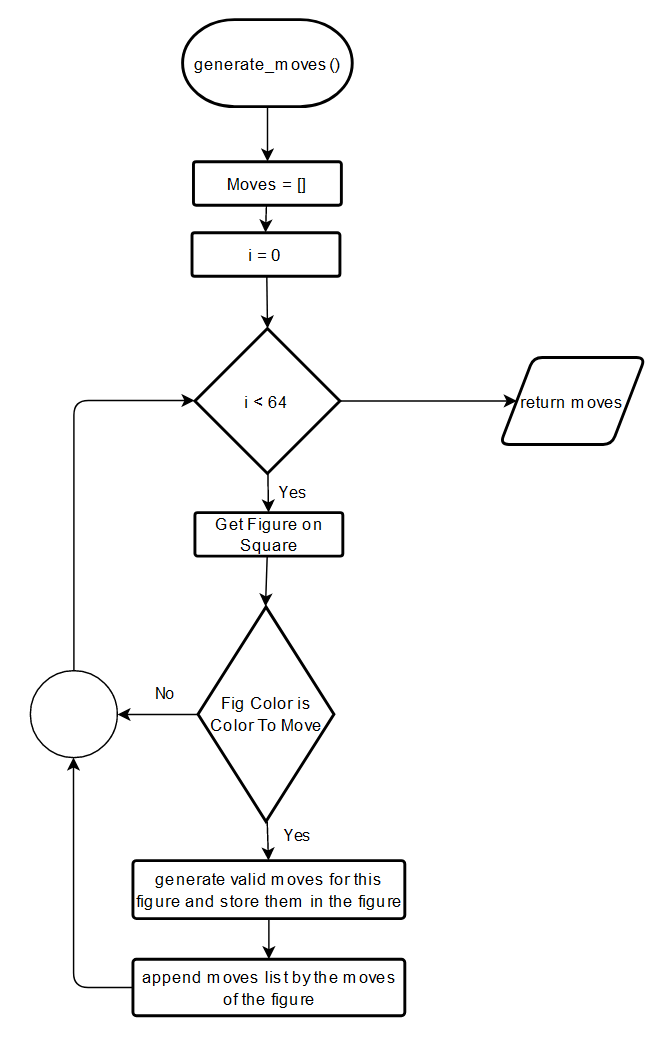 generate_moves()
Moves = []
i = 0
i < 64
return moves
Yes
Get Figure on
Square
No
Fig Color is
Color To Move
Yes
generate valid moves for this
figure and store them in the figure
append moves list by the moves
of the figure